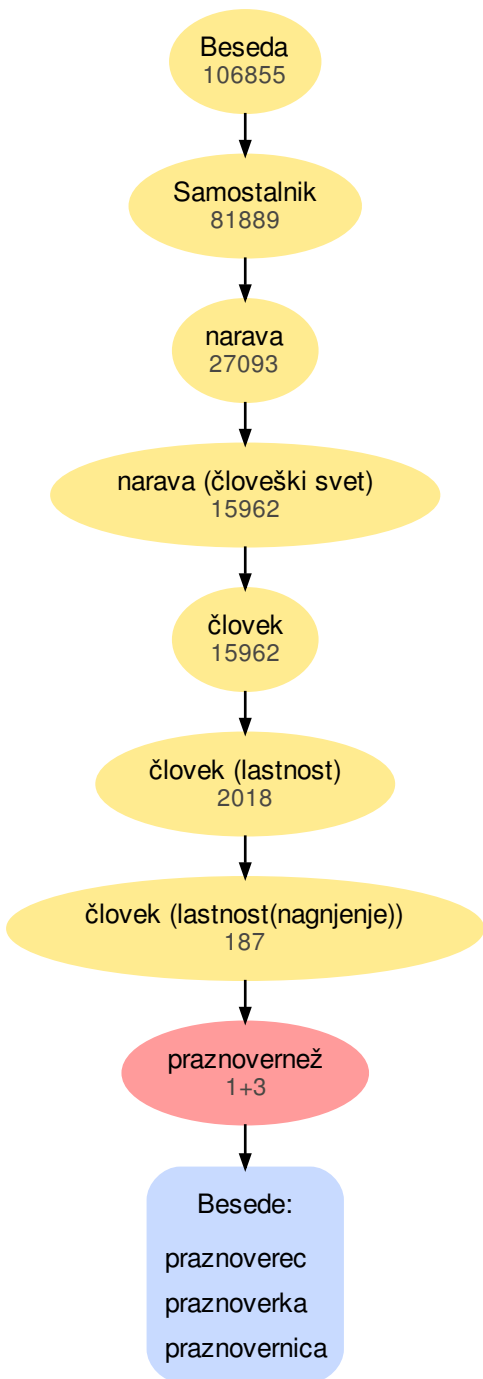 Beseda
106855
Samostalnik
81889
narava
27093
narava (človeški svet)
15962
človek
15962
človek (lastnost)
2018
človek (lastnost(nagnjenje))
187
praznovernež
1+3
Besede:
praznoverec
praznoverka
praznovernica